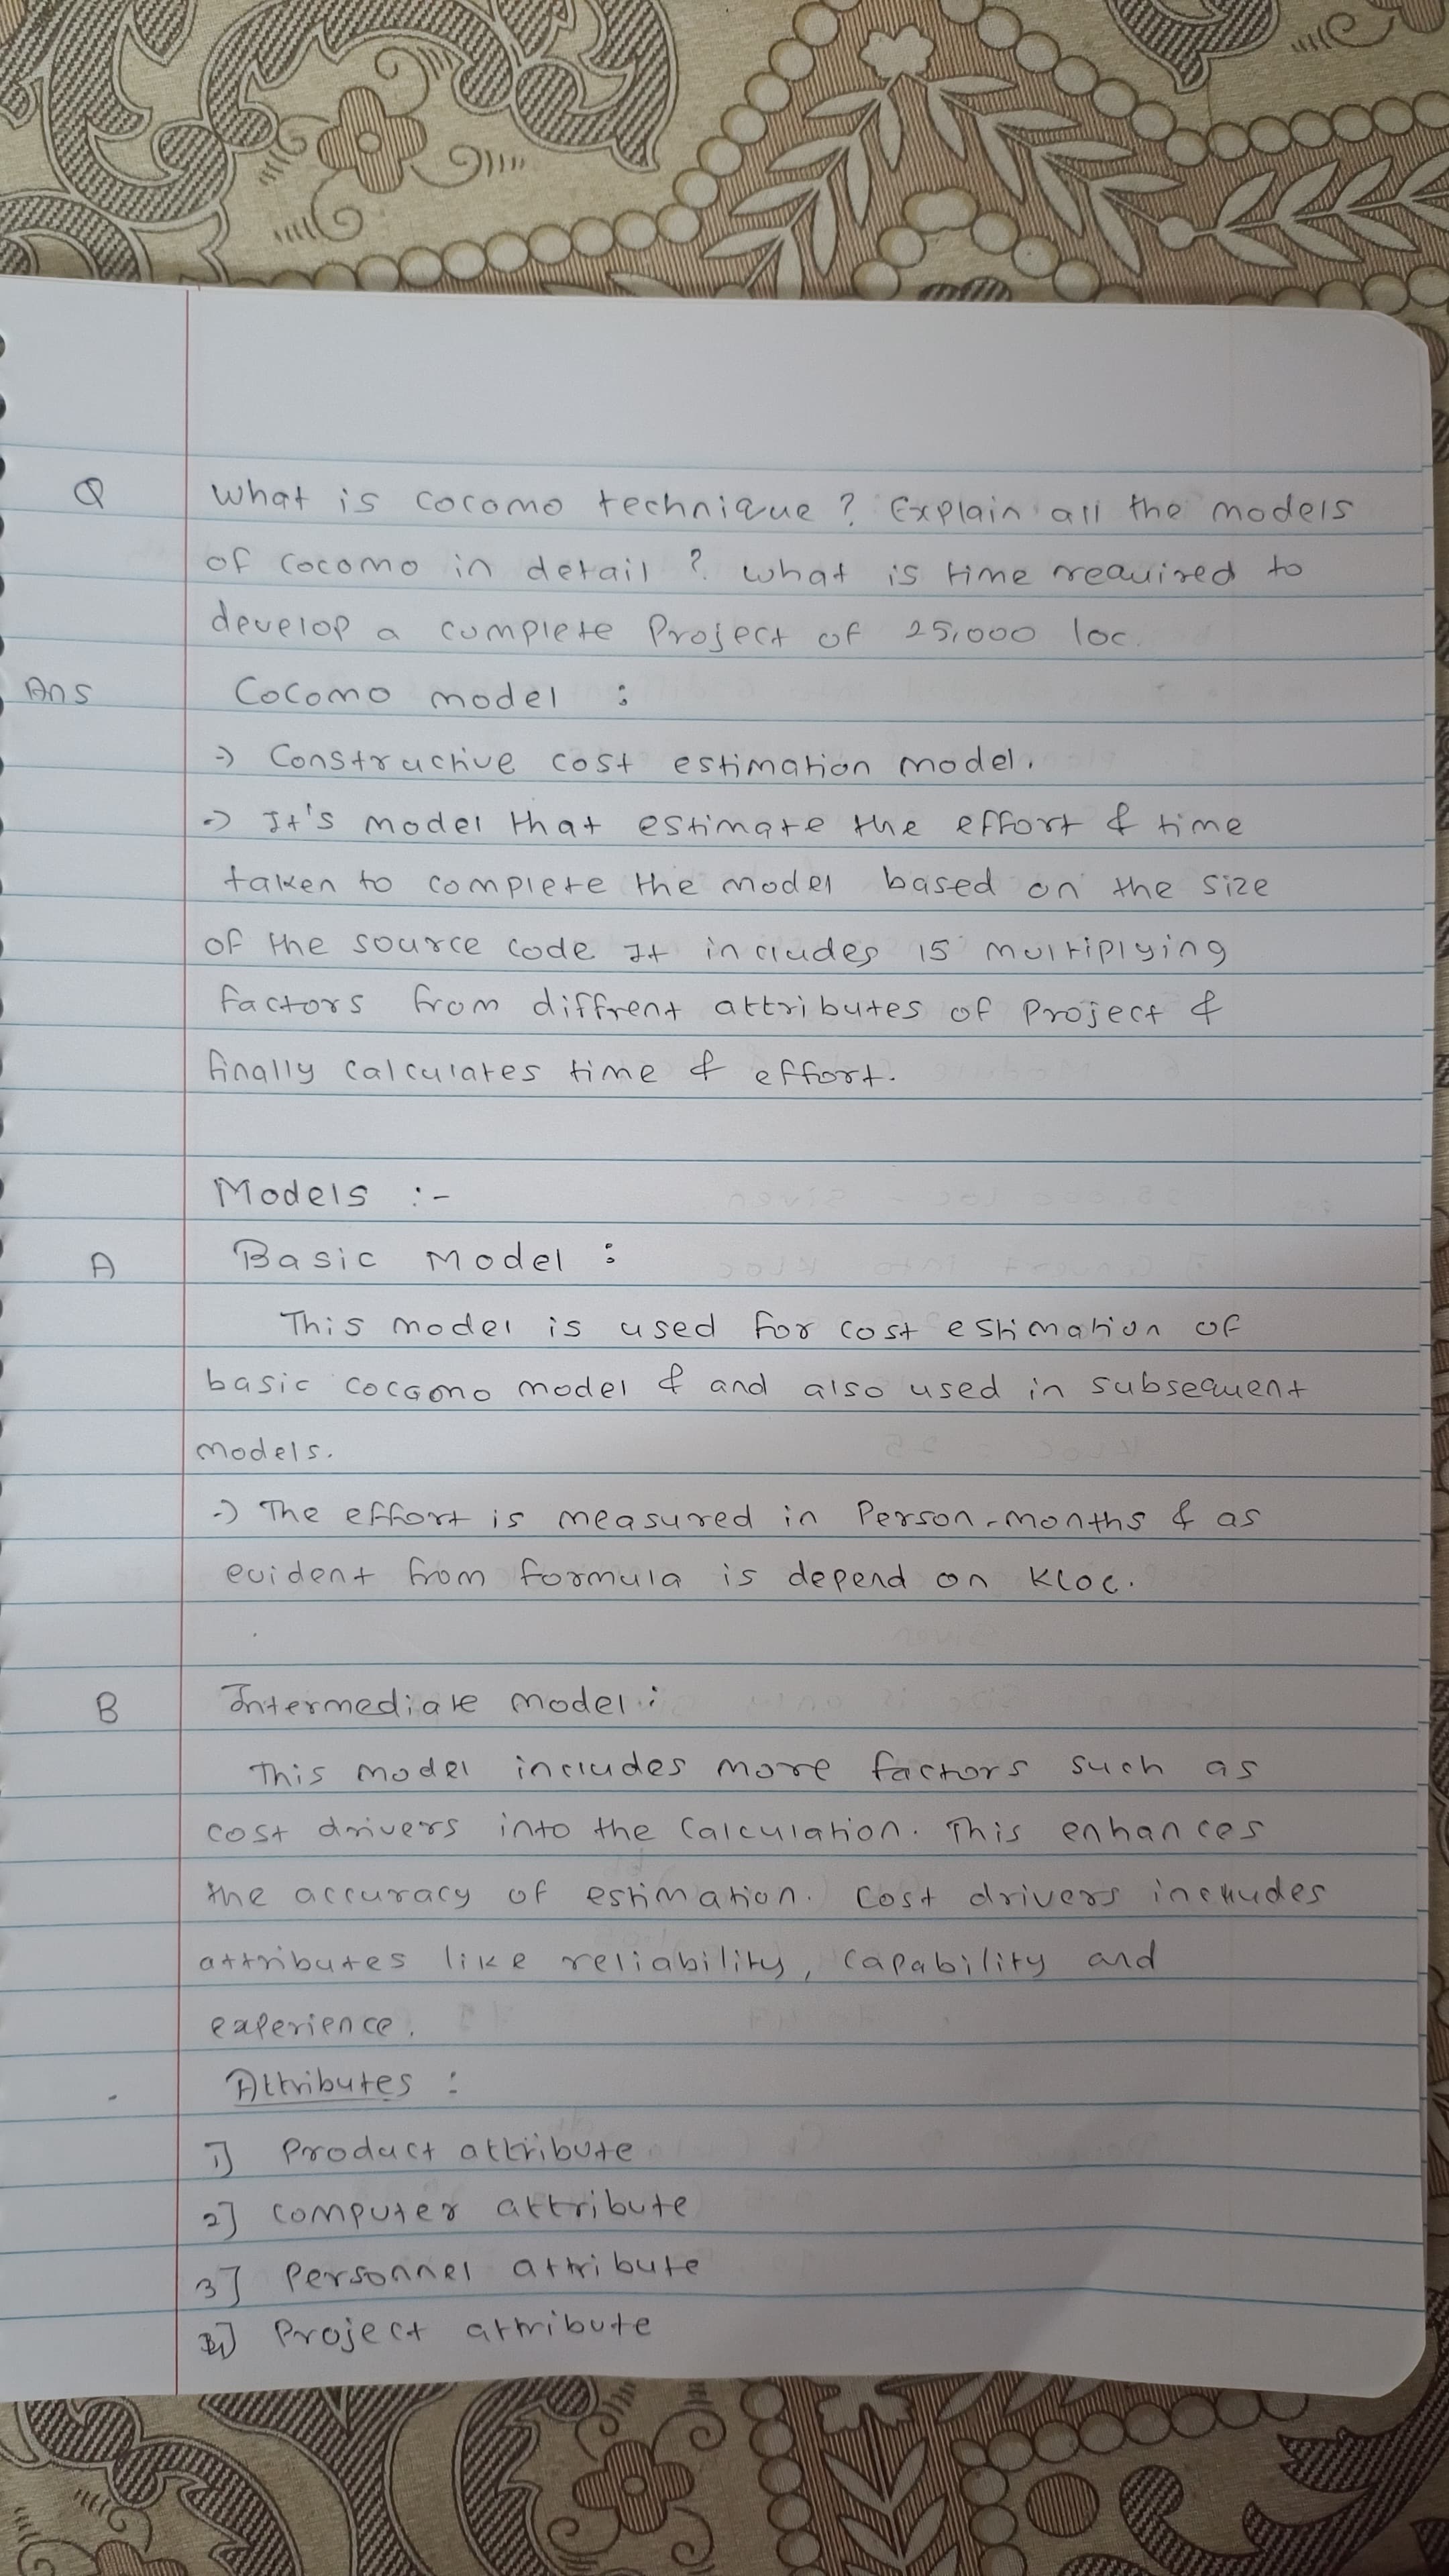 Q What is cocomo technique ? Explain all the models
of cocomo in detail ? what is time required to
develop a complete Project of 25,000 loc.
Ans CoComo model :
-> Constructive cost estimation model.
-> It's model that estimate the effort & time
taken to complete the model based on the size
of the source code It includes 15 multiplying
factors from diffrent attributes of Project &
finally calculates time & effort.
Models :-
A Basic Model :
This model is used for cost estimation of
basic cocomo model & and also used in subsequent
models.
-> The effort is measured in Person-months & as
evident from formula is depend on Kloc.
B Intermediate model :
This model includes more factors such as
cost drivers into the calculation. This enhances
the accuracy of estimation. Cost drivers includes
attributes like reliability, capability and
experience.
Attributes :
1] Product attribute
2] computer attribute
3] Personnel attribute
4] Project attribute